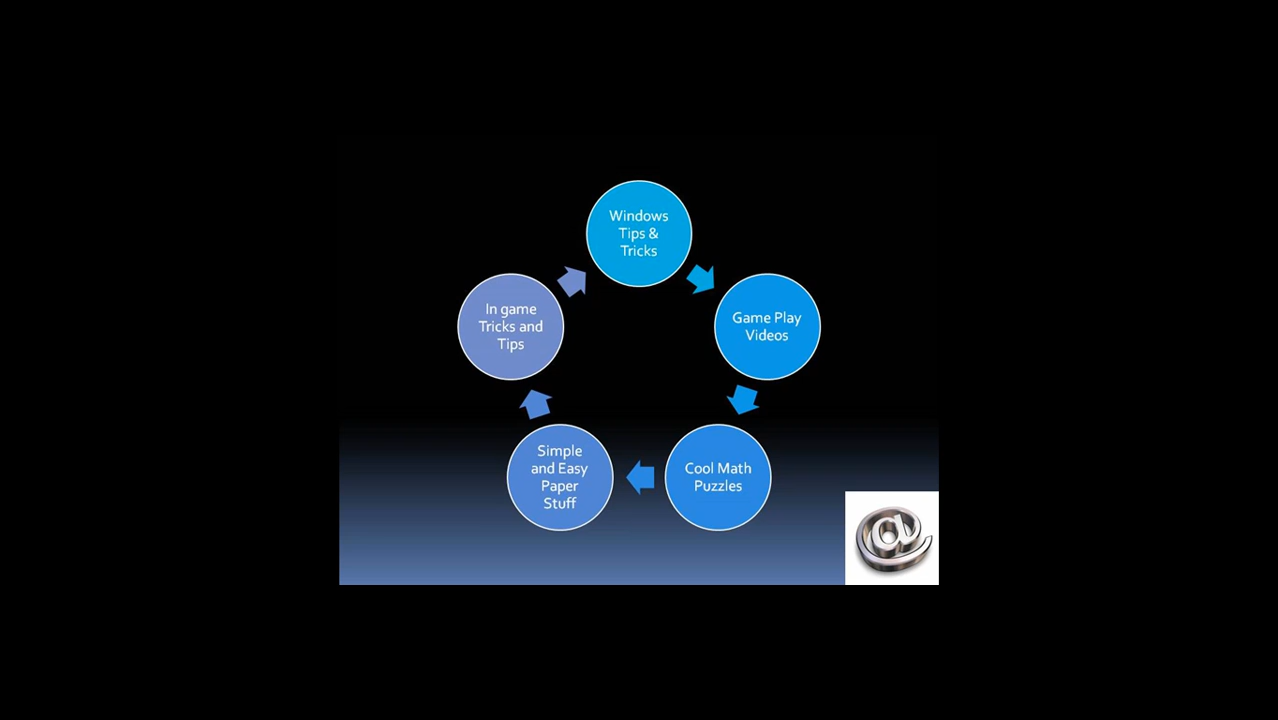 Windows
Tips &
Tricks
Game Play
Videos
Cool Math
Puzzles
Simple
and Easy
Paper
Stuff
In game
Tricks and
Tips
@